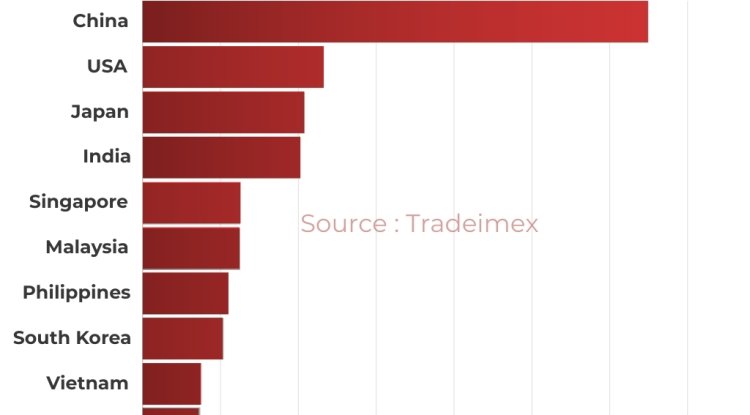 China
USA
Japan
India
Singapore
Source : Tradeimex
Malaysia
Philippines
South Korea
Vietnam